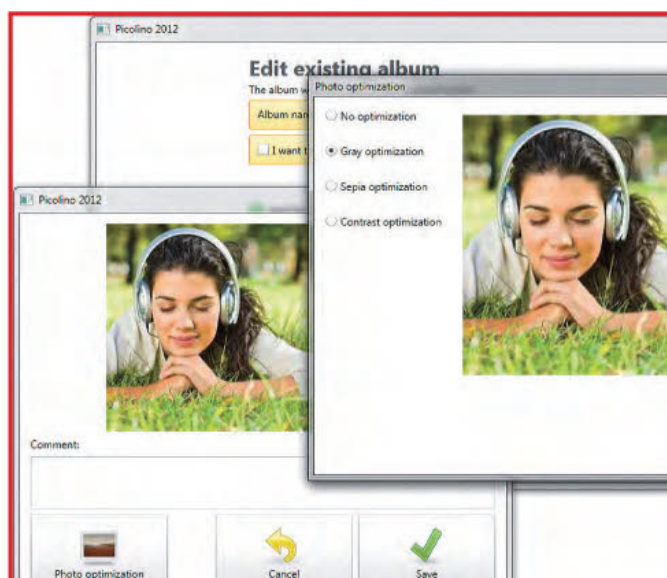 Picolino 2012
Edit existing album
The album w
Album nam
I want t
Photo optimization
No optimization
Gray optimization
Sepia optimization
Contrast optimization
Picolino 2012
Comment:
Photo optimization
Cancel
Save